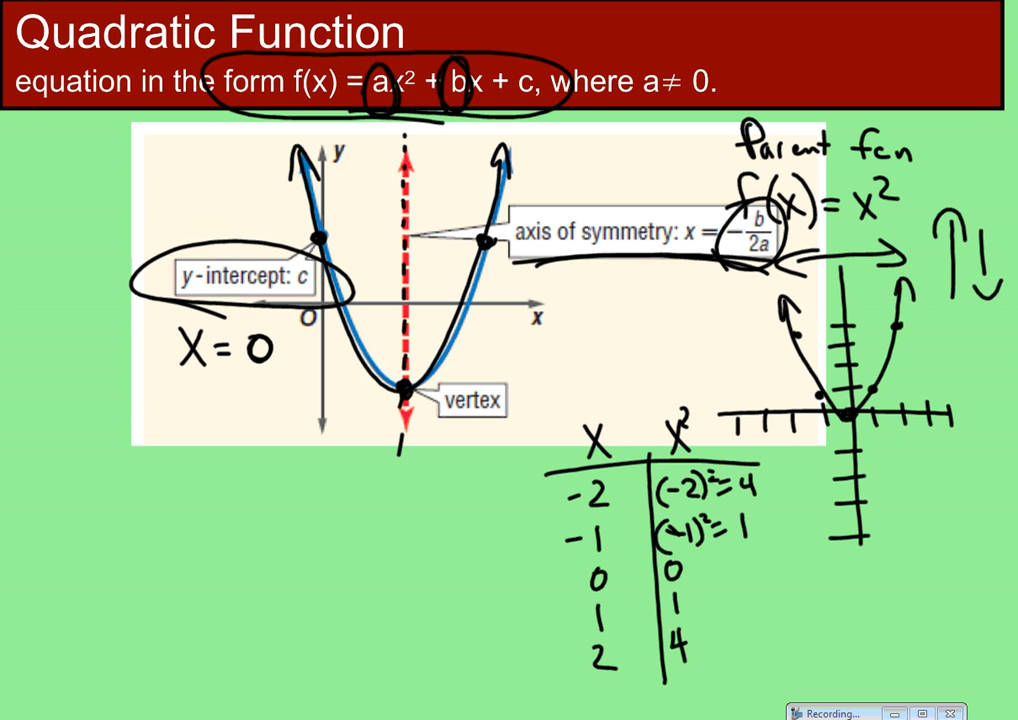 Quadratic Function
equation in the form f(x) = ax² + bx + c, where a≠ 0.
Parent fcn
f(x) = x²
y
axis of symmetry: x = -b/2a
y-intercept: c
O
x
X = 0
vertex
X | X²
-2 | (-2)²=4
-1 | (-1)²=1
0 | 0
1 | 1
2 | 4
Recording...